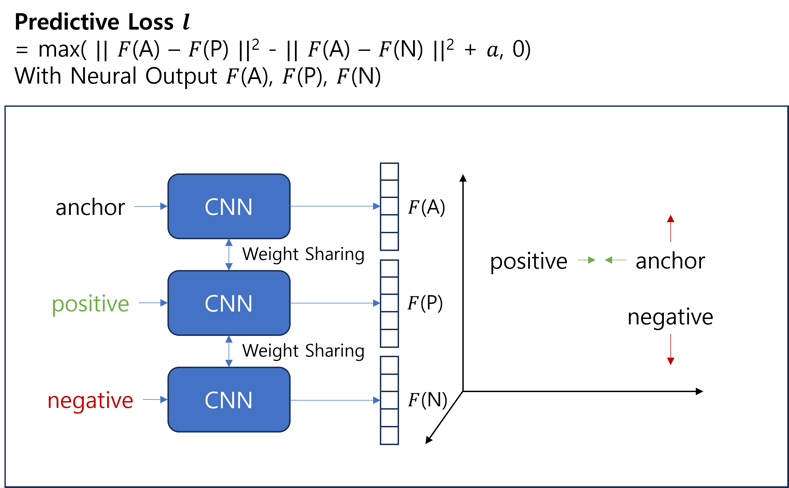 Predictive Loss 𝒍
= max( || 𝐹(A) – 𝐹(P) ||² - || 𝐹(A) – 𝐹(N) ||² + 𝑎, 0)
With Neural Output 𝐹(A), 𝐹(P), 𝐹(N)
anchor
CNN
𝐹(A)
Weight Sharing
positive
CNN
𝐹(P)
Weight Sharing
negative
CNN
𝐹(N)
positive
anchor
negative